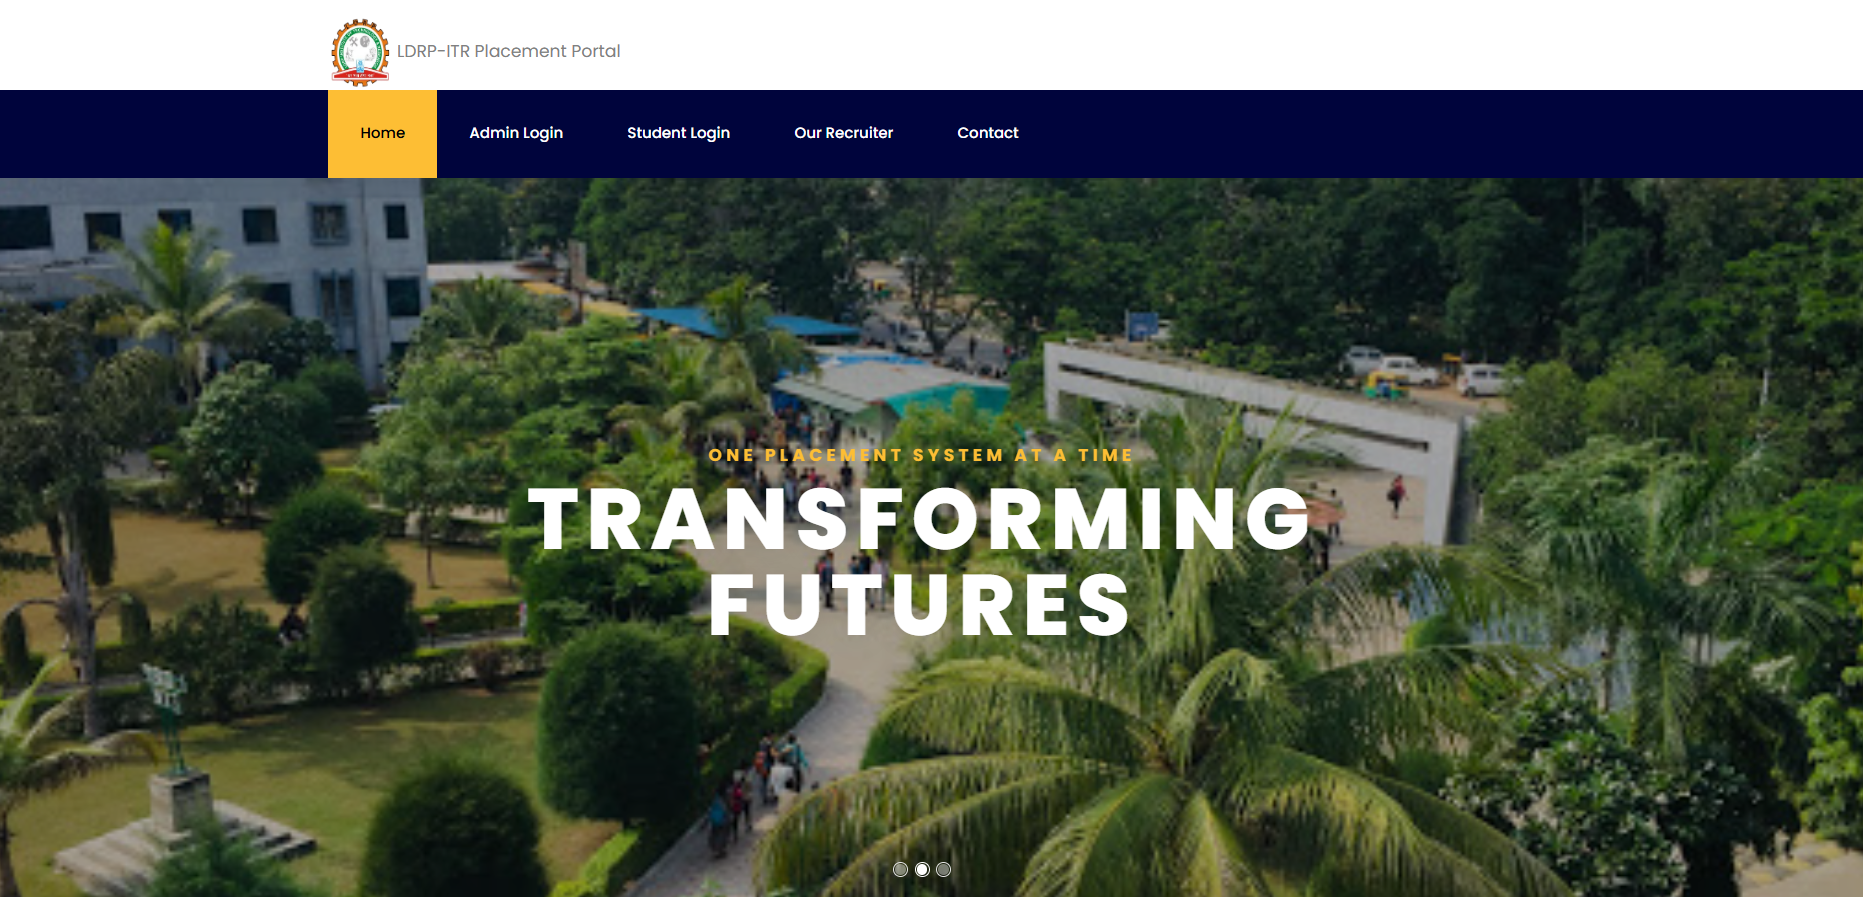 LDRP-ITR Placement Portal
Home
Admin Login
Student Login
Our Recruiter
Contact
ONE PLACEMENT SYSTEM AT A TIME
TRANSFORMING
FUTURES